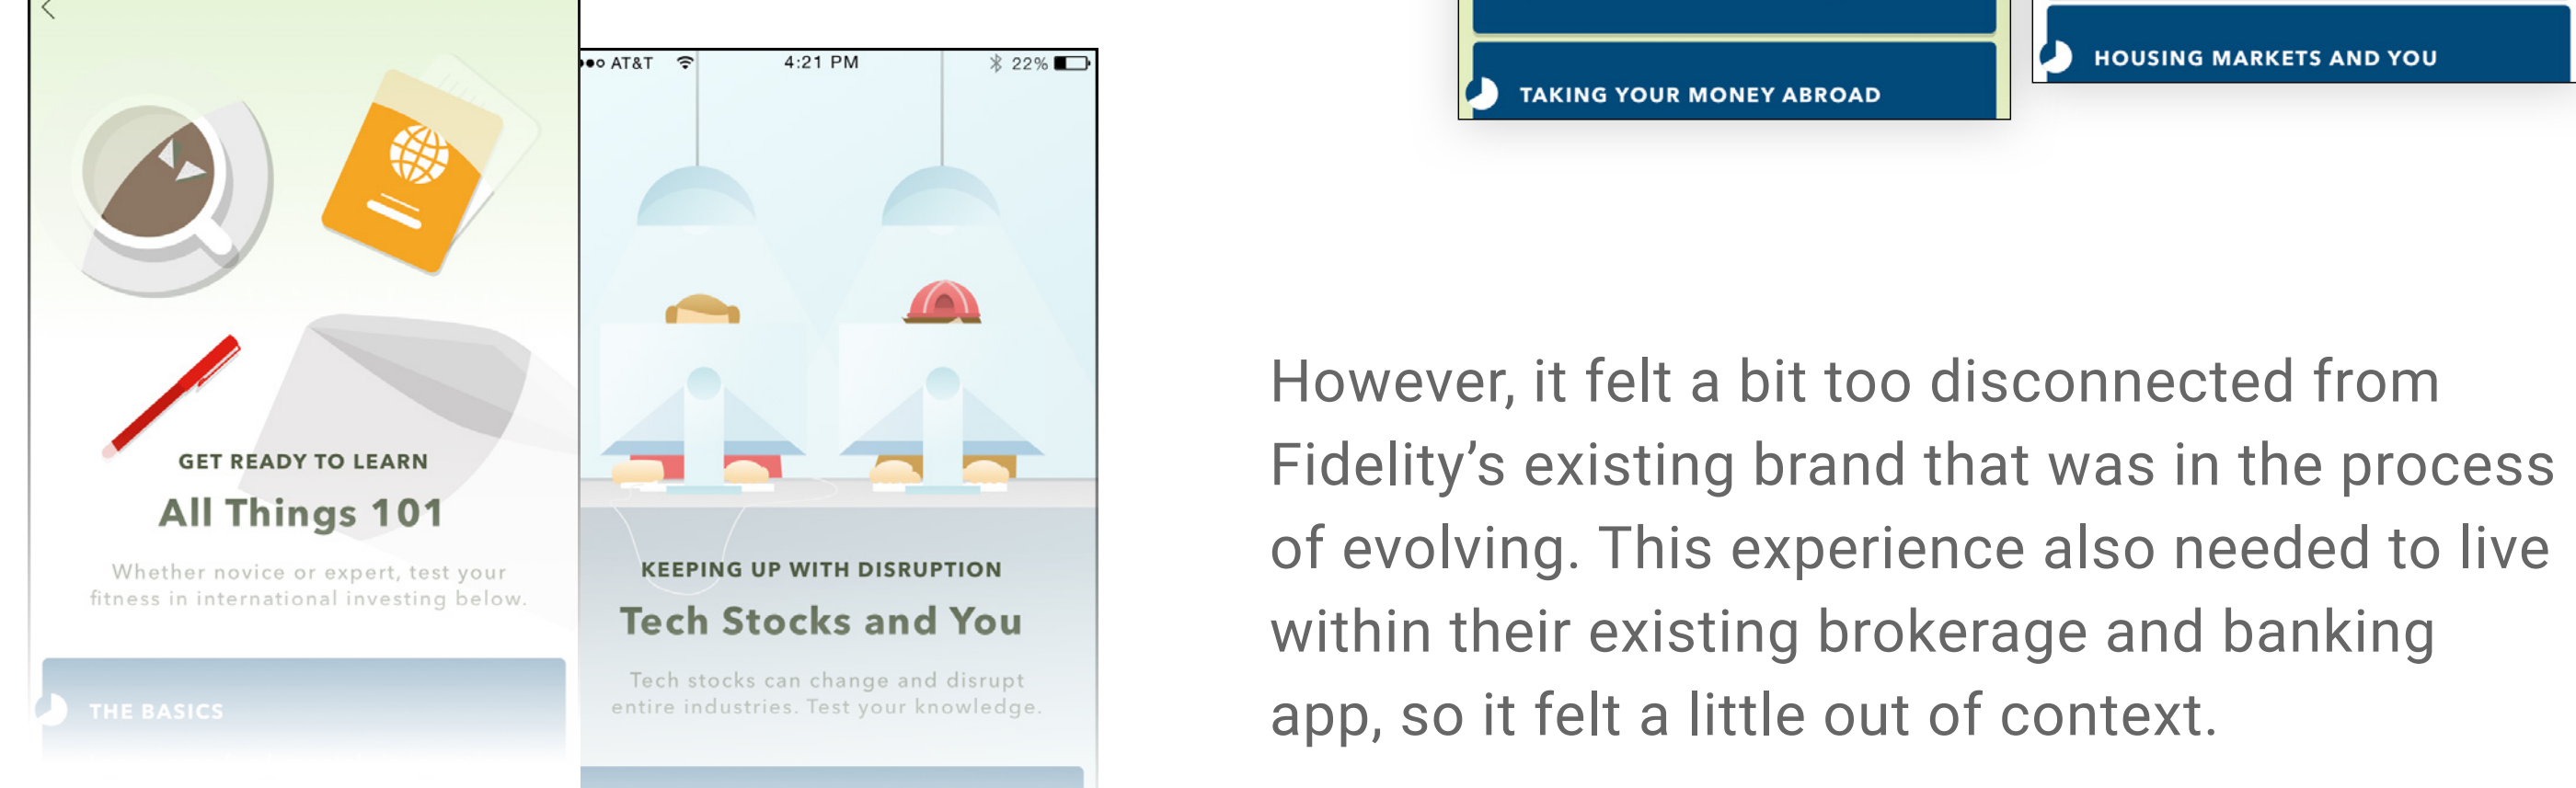 GET READY TO LEARN
All Things 101
Whether novice or expert, test your
fitness in international investing below.
THE BASICS
AT&T 4:21 PM 22%
KEEPING UP WITH DISRUPTION
Tech Stocks and You
Tech stocks can change and disrupt
entire industries. Test your knowledge.
TAKING YOUR MONEY ABROAD
HOUSING MARKETS AND YOU
However, it felt a bit too disconnected from
Fidelity’s existing brand that was in the process
of evolving. This experience also needed to live
within their existing brokerage and banking
app, so it felt a little out of context.